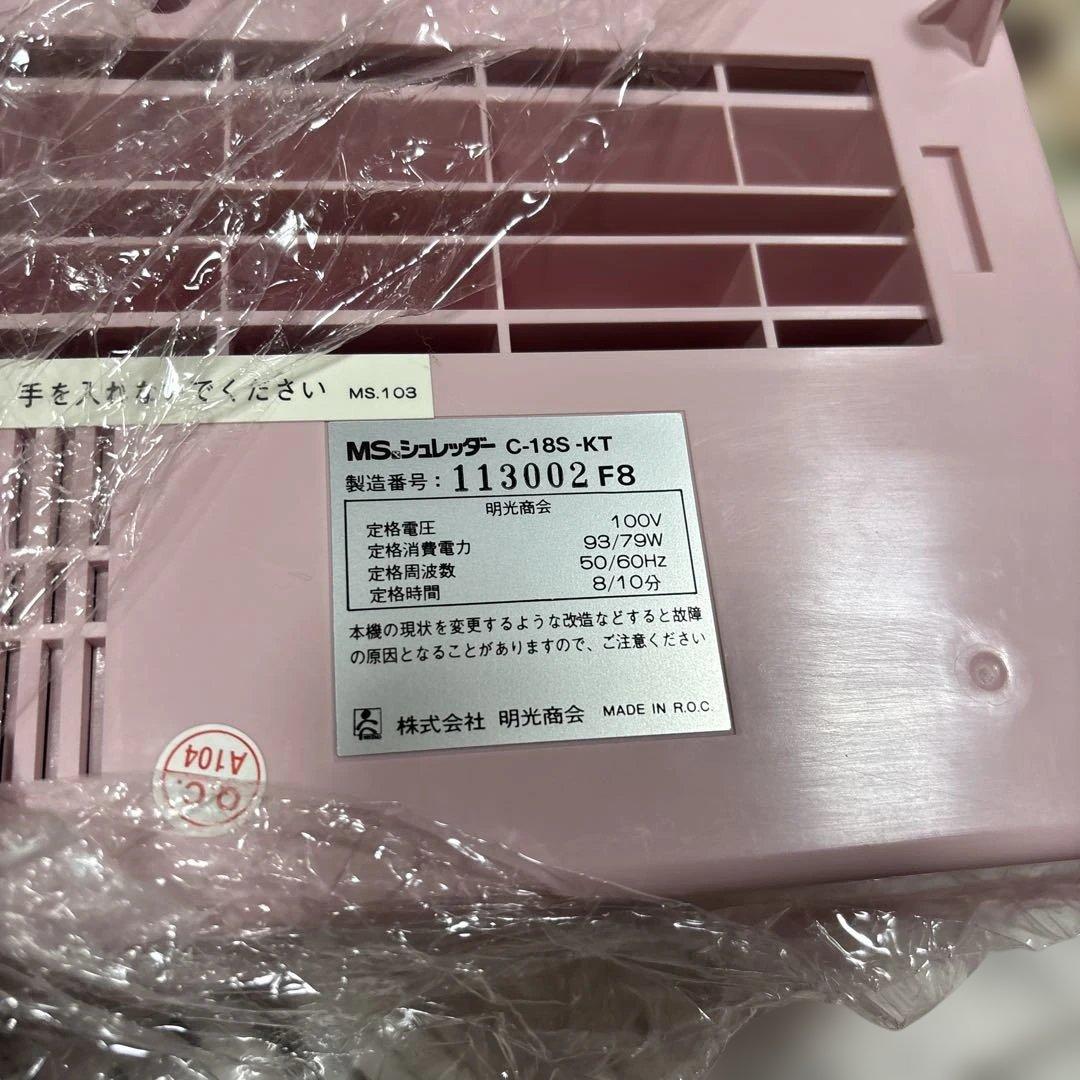 手を入れないでください MS.103
MSシュレッダー C-18S-KT
製造番号: 113002 F8
明光商会
定格電圧 100V
定格消費電力 93/79W
定格周波数 50/60Hz
定格時間 8/10分
本機の現状を変更するような改造などすると故障
の原因となることがありますので、ご注意ください
株式会社 明光商会 MADE IN R.O.C.
Q.C.
A104